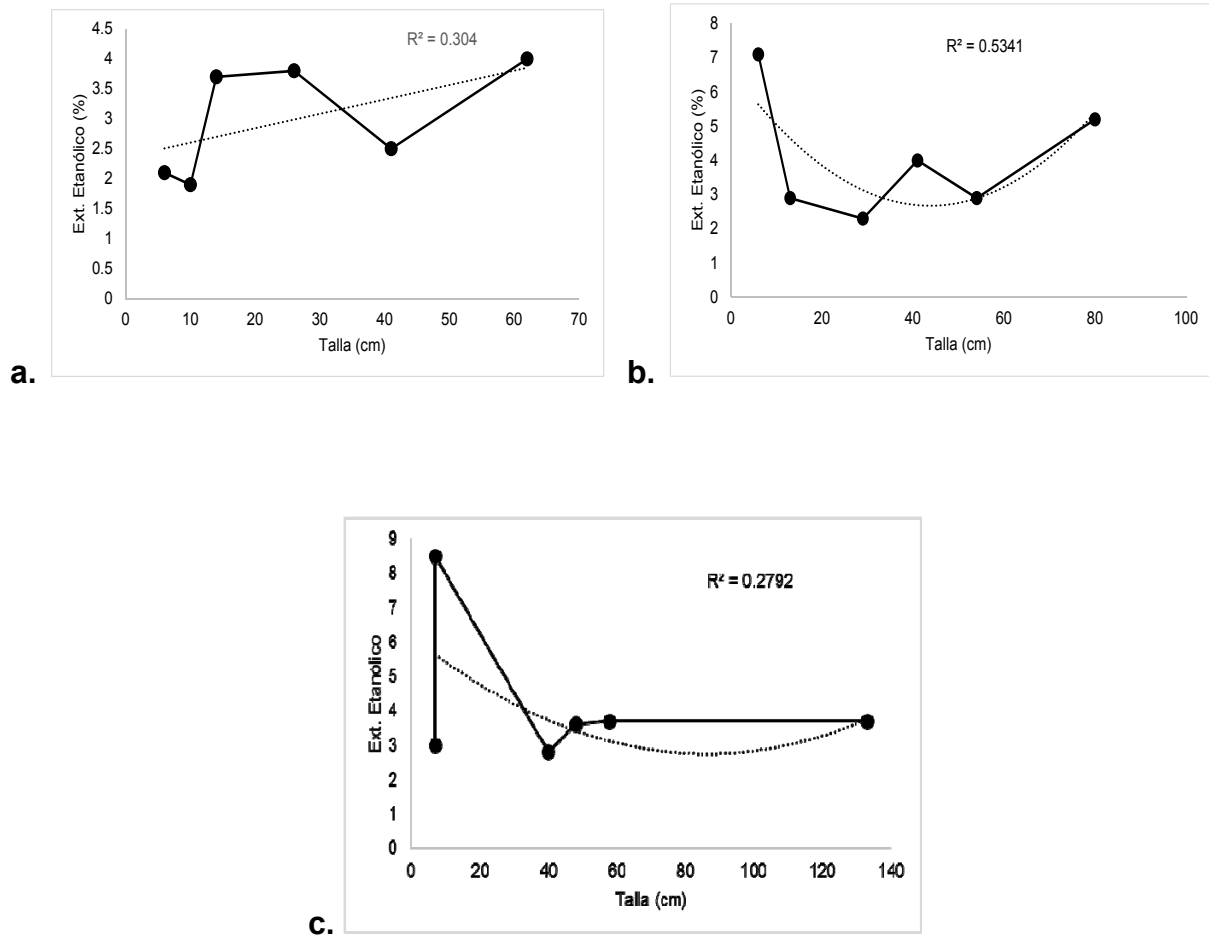 4.5
4
3.5
3
2.5
2
1.5
1
0.5
0
Ext. Etanólico (%)
R² = 0.304
0 10 20 30 40 50 60 70
Talla (cm)
a.
8
7
6
5
4
3
2
1
0
Ext. Etanólico (%)
R² = 0.5341
0 20 40 60 80 100
Talla (cm)
b.
9
8
7
6
5
4
3
2
1
0
Ext. Etanólico
R² = 0.2792
0 20 40 60 80 100 120 140
Talla (cm)
c.